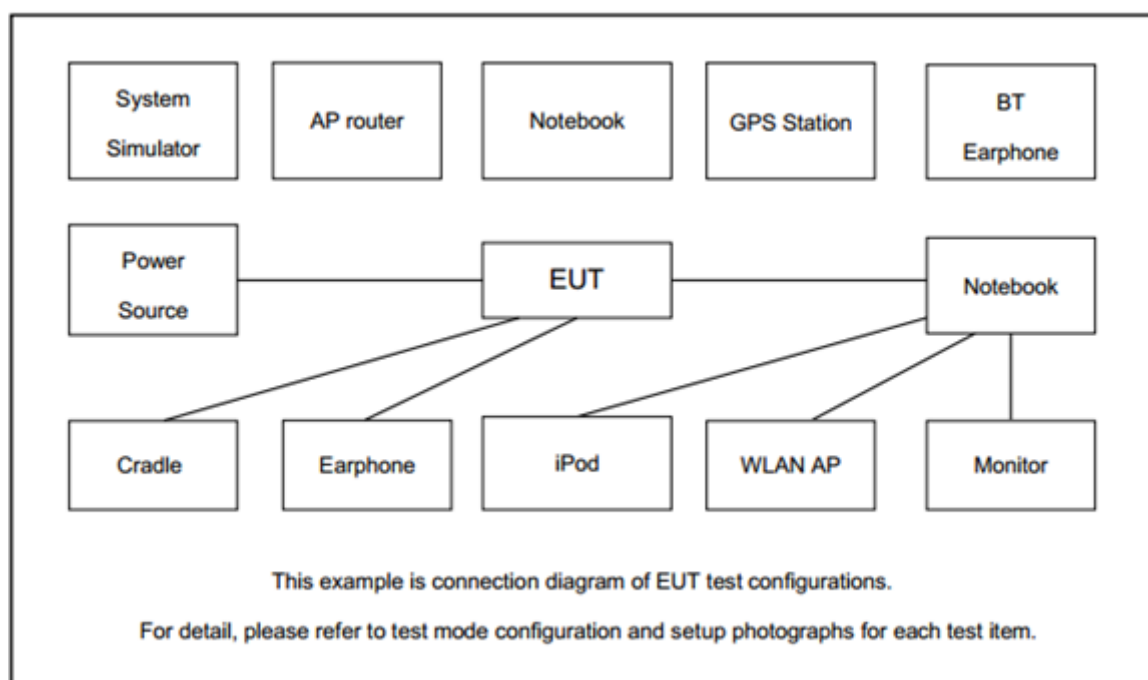 System
Simulator
AP router
Notebook
GPS Station
BT
Earphone
Power
Source
EUT
Notebook
Cradle
Earphone
iPod
WLAN AP
Monitor
This example is connection diagram of EUT test configurations.
For detail, please refer to test mode configuration and setup photographs for each test item.